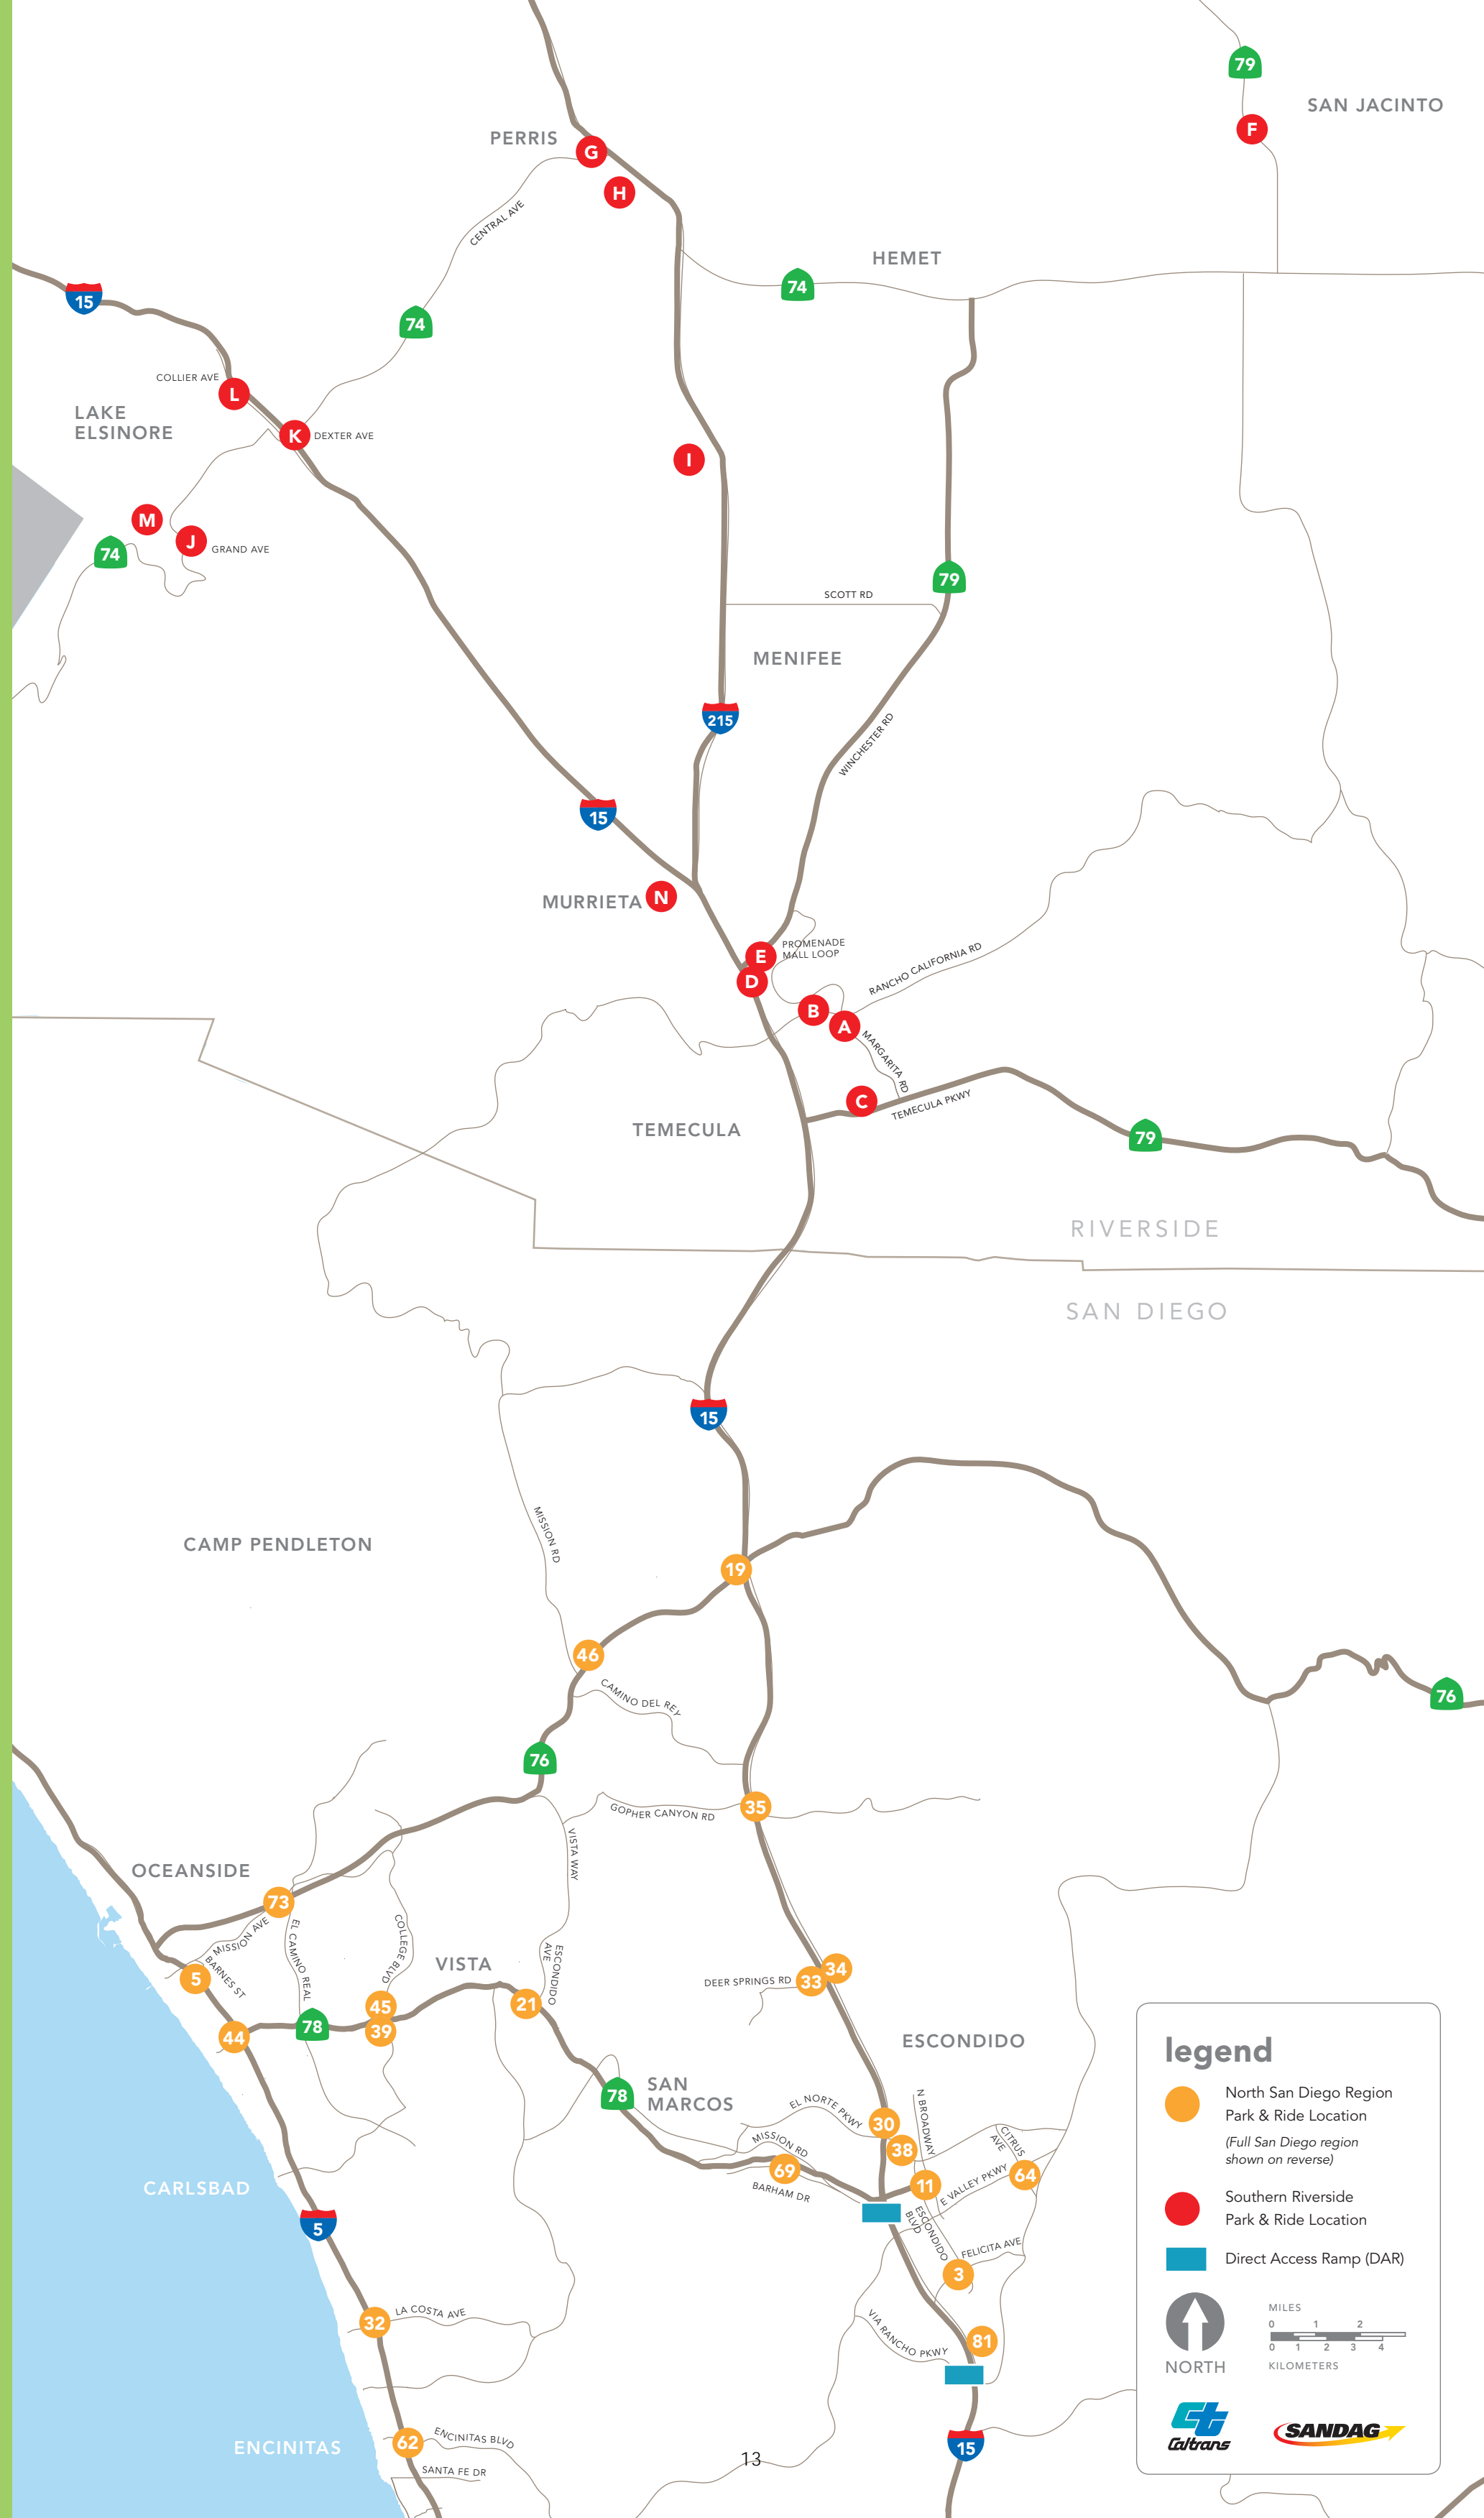 79
SAN JACINTO
F
PERRIS
G
H
CENTRAL AVE
HEMET
74
15
74
COLLIER AVE
L
LAKE
ELSINORE
K
DEXTER AVE
I
M
J
GRAND AVE
74
79
SCOTT RD
MENIFEE
215
WINCHESTER RD
15
MURRIETA
N
E
PROMENADE
MALL LOOP
D
RANCHO CALIFORNIA RD
B
A
MARGARITA RD
C
TEMECULA PKWY
TEMECULA
79
RIVERSIDE
SAN DIEGO
15
MISSION RD
CAMP PENDLETON
19
46
CAMINO DEL REY
76
76
35
GOPHER CANYON RD
VISTA WAY
OCEANSIDE
73
MISSION AVE
EL CAMINO REAL
COLLEGE BLVD
BARNES ST
VISTA
ESCONDIDO
AVE
5
34
33
DEER SPRINGS RD
45
21
39
78
44
ESCONDIDO
78
SAN
MARCOS
EL NORTE PKWY
N BROADWAY
30
38
CITRUS
AVE
MISSION RD
69
BARHAM DR
11
E VALLEY PKWY
64
CARLSBAD
ESCONDIDO
BLVD
5
FELICITA AVE
3
32
LA COSTA AVE
VIA RANCHO PKWY
81
62
ENCINITAS BLVD
ENCINITAS
SANTA FE DR
15
13
legend
North San Diego Region
Park & Ride Location
(Full San Diego region
shown on reverse)
Southern Riverside
Park & Ride Location
Direct Access Ramp (DAR)
NORTH
MILES
0 1 2
0 1 2 3 4
KILOMETERS
ct
Caltrans
SANDAG